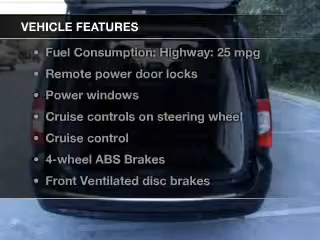 VEHICLE FEATURES
• Fuel Consumption: Highway: 25 mpg
• Remote power door locks
• Power windows
• Cruise controls on steering wheel
• Cruise control
• 4-wheel ABS Brakes
• Front Ventilated disc brakes